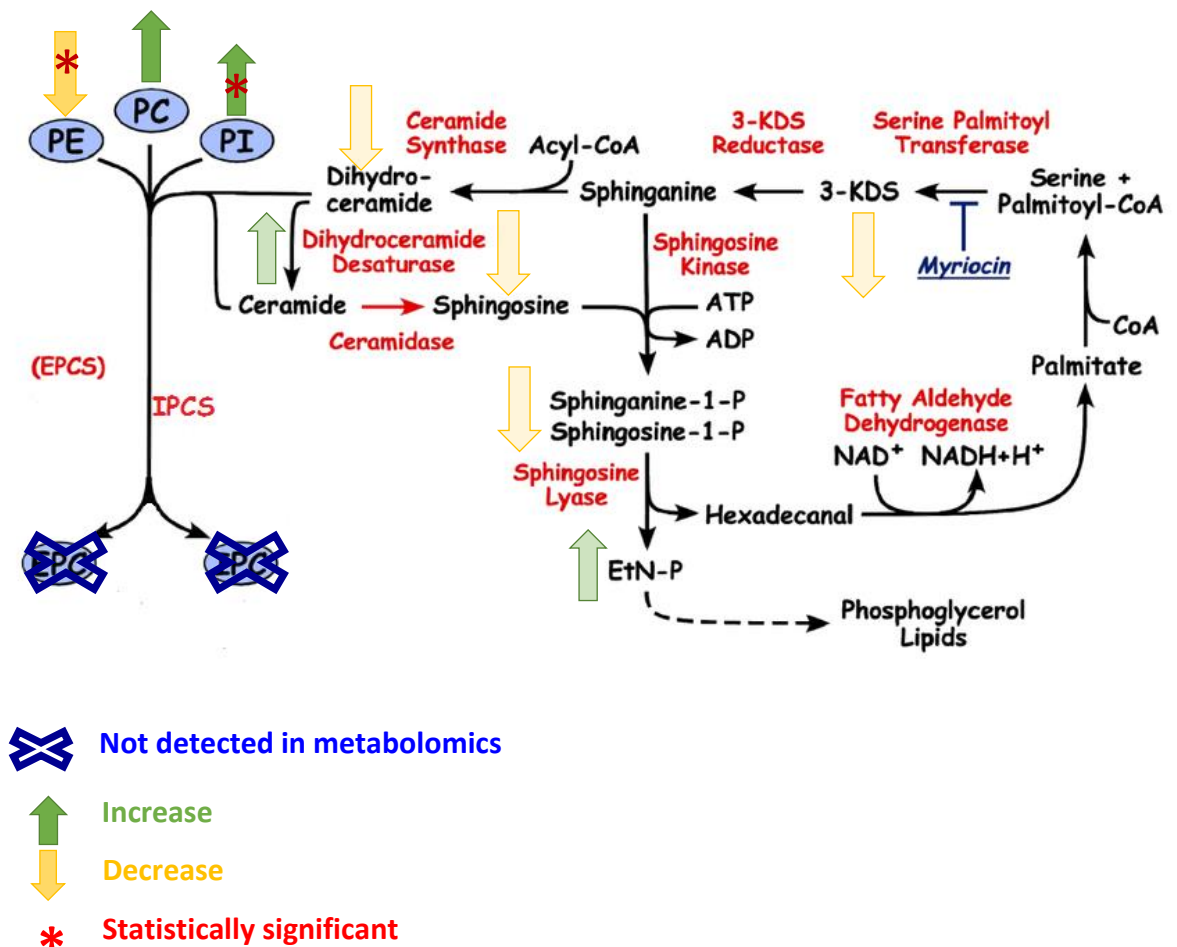 *
*
PC
PE
PI
Ceramide
Synthase
Acyl-CoA
3-KDS
Reductase
Serine Palmitoyl
Transferase
Dihydro-
ceramide
Sphinganine
3-KDS
Serine +
Palmitoyl-CoA
Dihydroceramide
Desaturase
Sphingosine
Kinase
Myriocin
Ceramide
Sphingosine
ATP
ADP
Ceramidase
CoA
Palmitate
(EPCS)
IPCS
Sphinganine-1-P
Sphingosine-1-P
Fatty Aldehyde
Dehydrogenase
NAD+ NADH+H+
Sphingosine
Lyase
Hexadecanal
EPC
IPC
EtN-P
Phosphoglycerol
Lipids
Not detected in metabolomics
Increase
Decrease
* Statistically significant